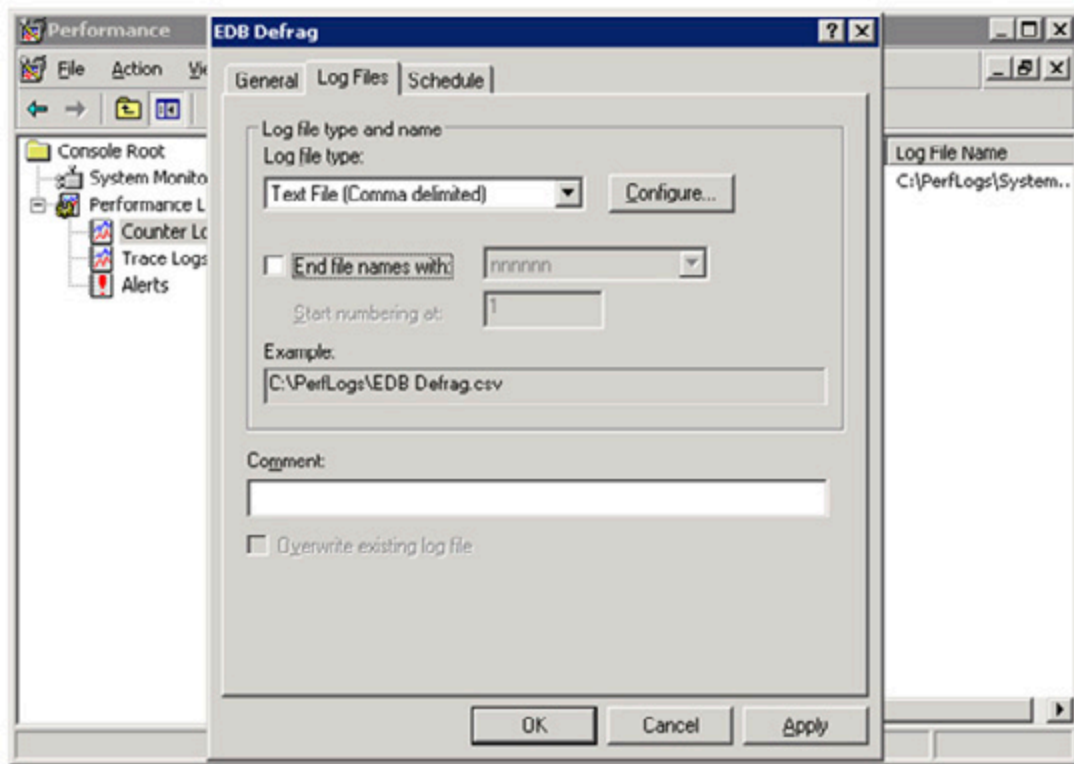 Performance
File Action Vie
Console Root
System Monito
Performance L
Counter Lo
Trace Logs
Alerts
EDB Defrag
General Log Files Schedule
Log file type and name
Log file type:
Text File (Comma delimited) Configure...
End file names with: nnnnnn
Start numbering at: 1
Example:
C:\PerfLogs\EDB Defrag.csv
Comment:
Overwrite existing log file
OK Cancel Apply
Log File Name
C:\PerfLogs\System..